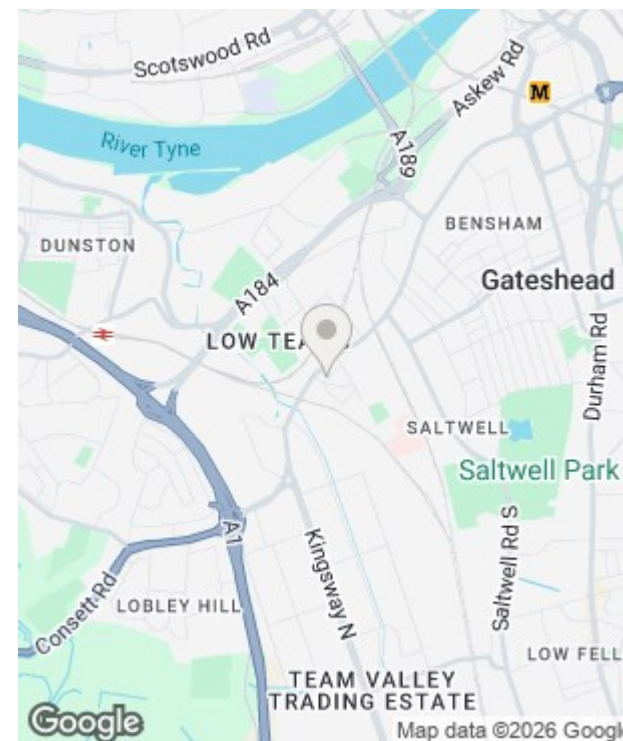 Scotswood Rd
Askew Rd
M
River Tyne
A189
BENSHAM
DUNSTON
Gateshead
A184
LOW TEA
Durham Rd
SALTWELL
Saltwell Park
A1
Kingsway N
Saltwell Rd S
Consett Rd
LOBLEY HILL
LOW FELL
TEAM VALLEY
TRADING ESTATE
Google
Map data ©2026 Google